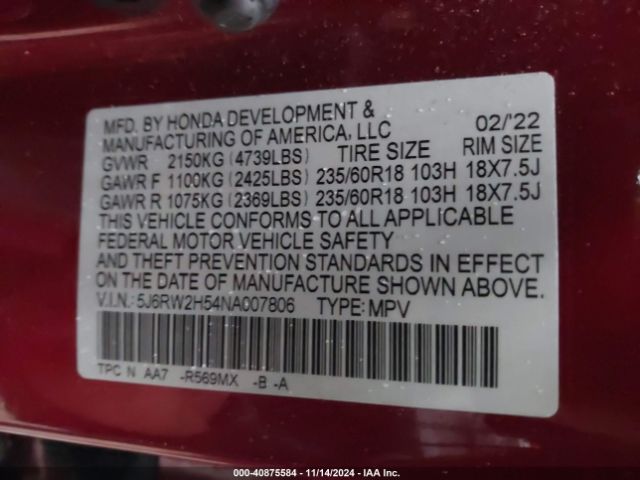 MFD. BY HONDA DEVELOPMENT &
MANUFACTURING OF AMERICA, LLC 02/'22
GVWR 2150KG (4739LBS) TIRE SIZE RIM SIZE
GAWR F 1100KG (2425LBS) 235/60R18 103H 18X7.5J
GAWR R 1075KG (2369LBS) 235/60R18 103H 18X7.5J
THIS VEHICLE CONFORMS TO ALL APPLICABLE
FEDERAL MOTOR VEHICLE SAFETY
AND THEFT PREVENTION STANDARDS IN EFFECT
ON THE DATE OF MANUFACTURE SHOWN ABOVE.
V.I.N.: 5J6RW2H54NA007806 TYPE: MPV
TPC N AA7 -R569MX -B -A
000-40875584 - 11/14/2024 - IAA Inc.